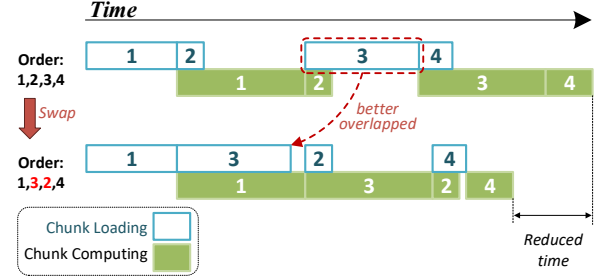 Time
Order:
1,2,3,4
1 2 3 4
1 2 3 4
Swap
better
overlapped
Order:
1,3,2,4
1 3 2 4
1 3 2 4
Chunk Loading
Chunk Computing
Reduced
time